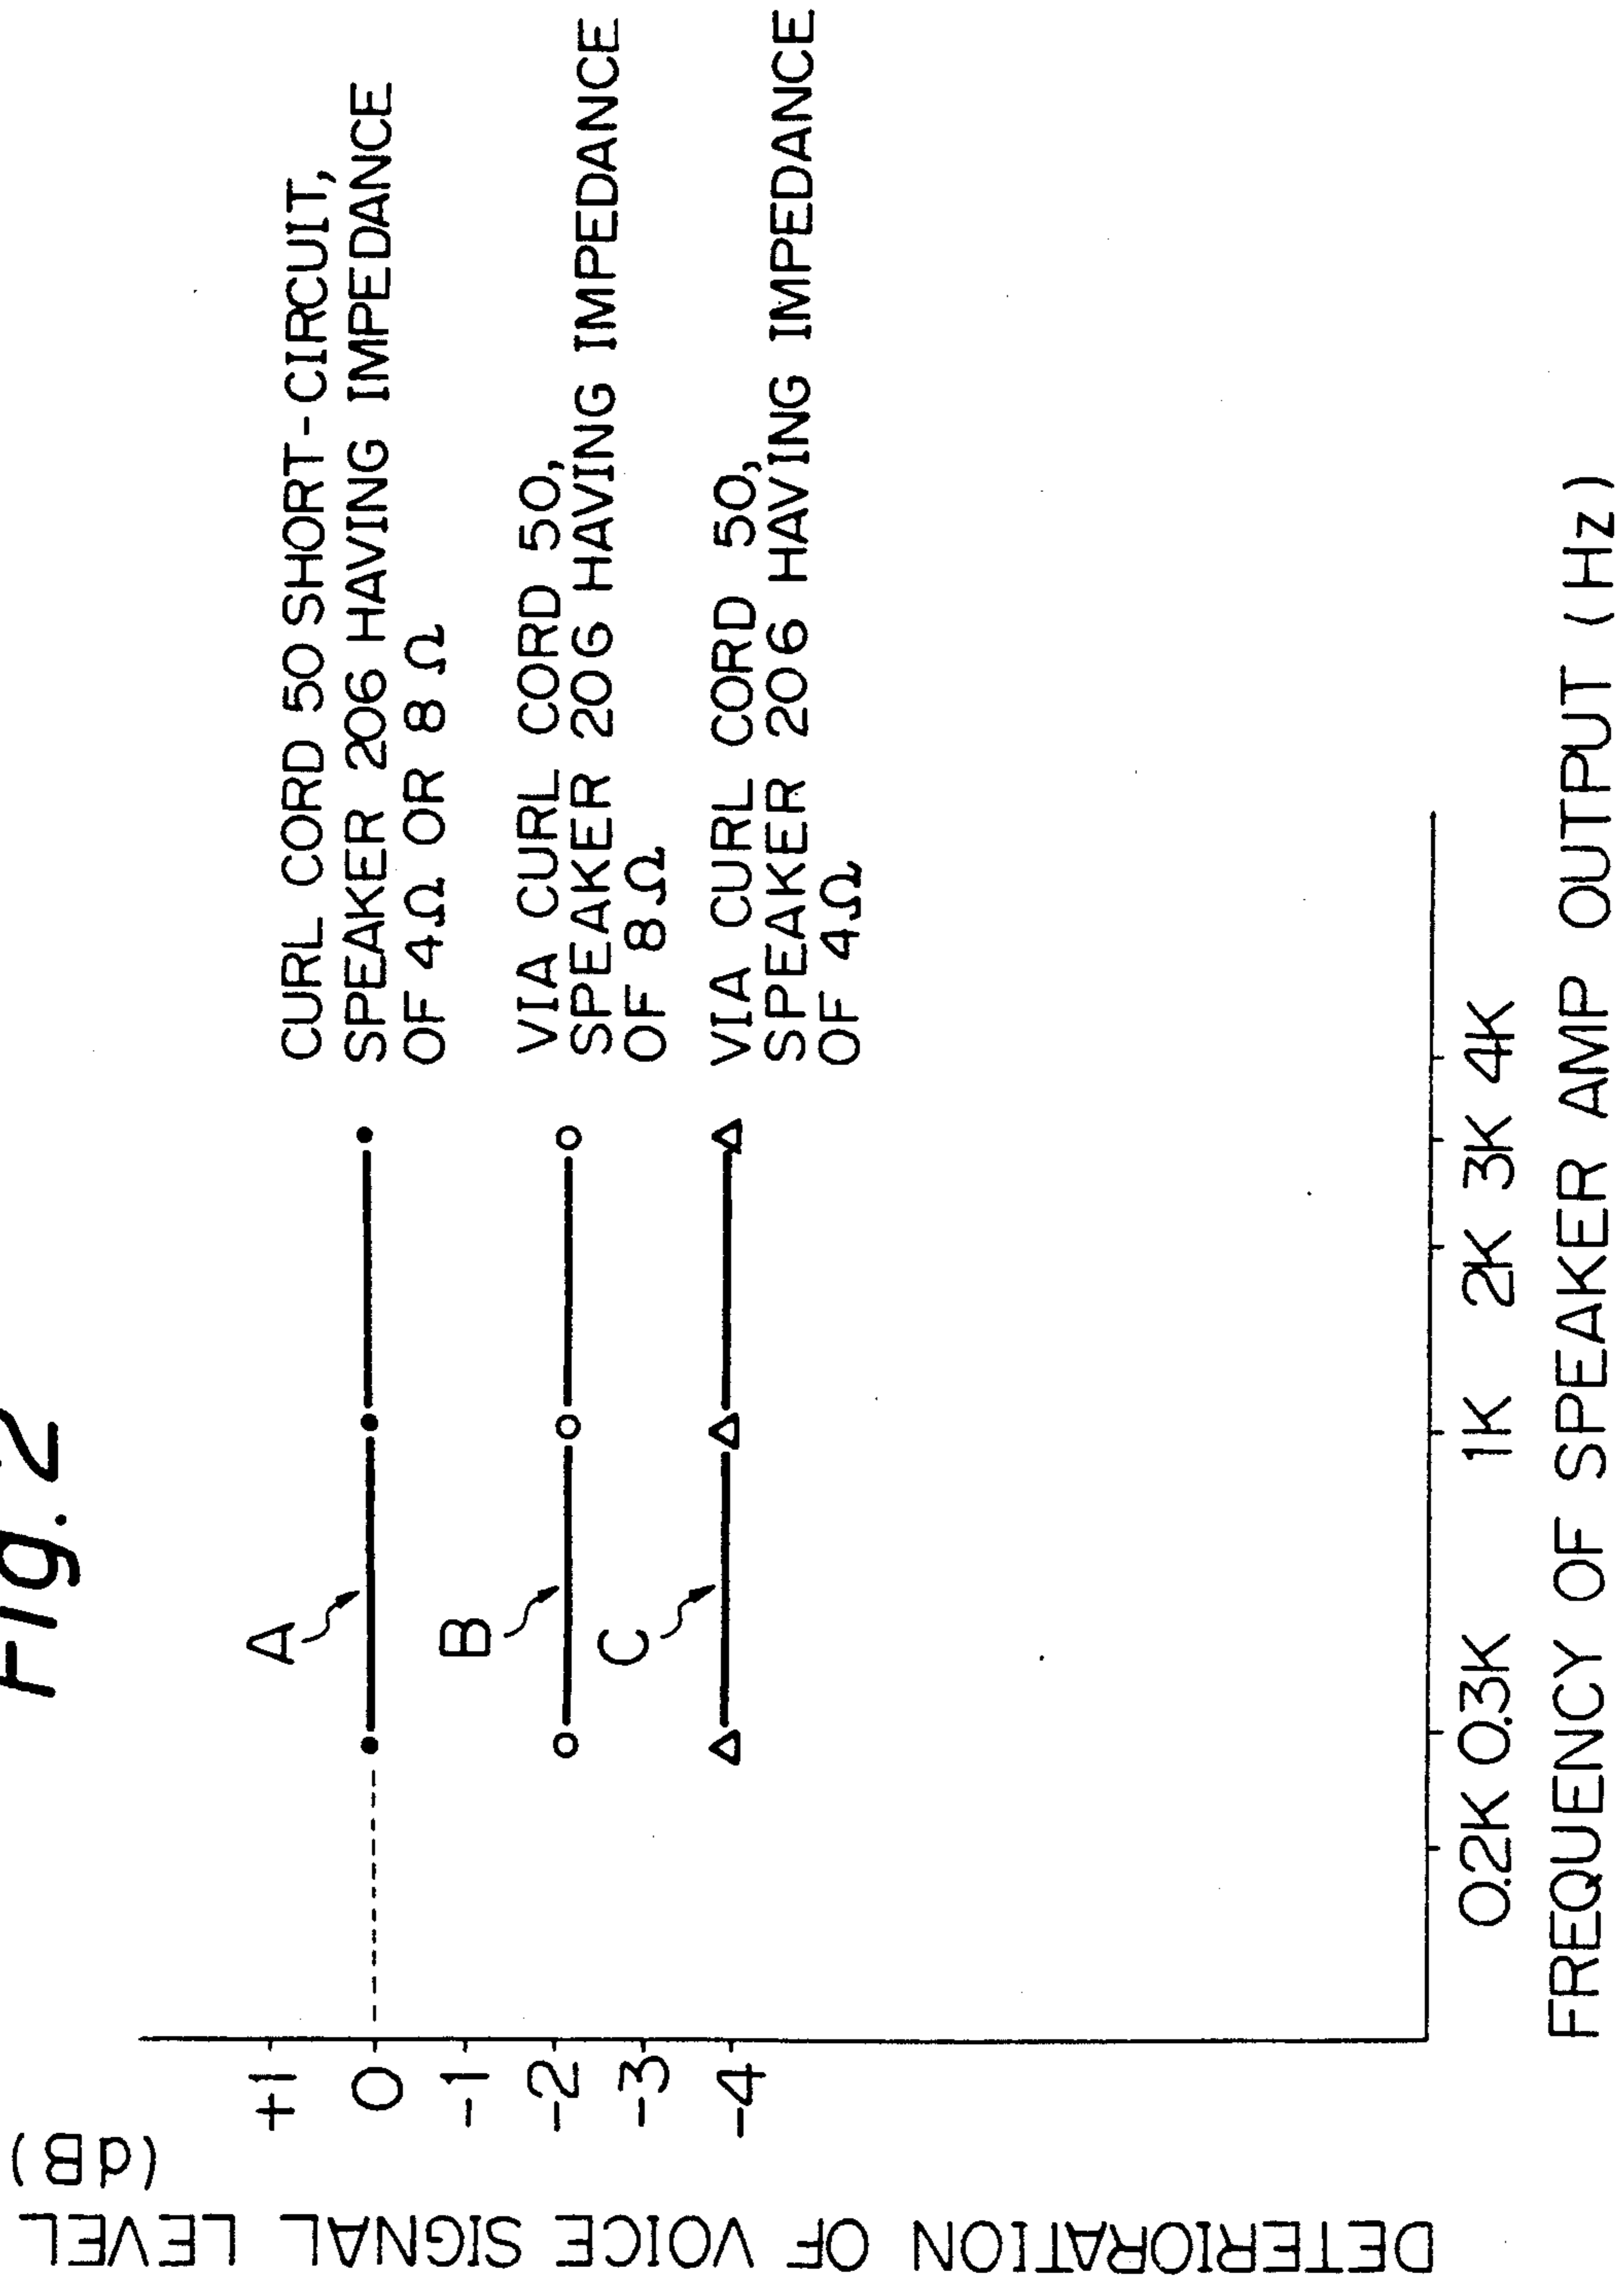 Fig. 2
(dB)
DETERIORATION OF VOICE SIGNAL LEVEL
+1
0
-1
-2
-3
-4
A
B
C
CURL CORD 50 SHORT-CIRCUIT,
SPEAKER 206 HAVING IMPEDANCE
OF 4Ω OR 8Ω
VIA CURL CORD 50,
SPEAKER 206 HAVING IMPEDANCE
OF 8Ω
VIA CURL CORD 50,
SPEAKER 206 HAVING IMPEDANCE
OF 4Ω
0.2K 0.3K 1K 2K 3K 4K
FREQUENCY OF SPEAKER AMP OUTPUT (Hz)